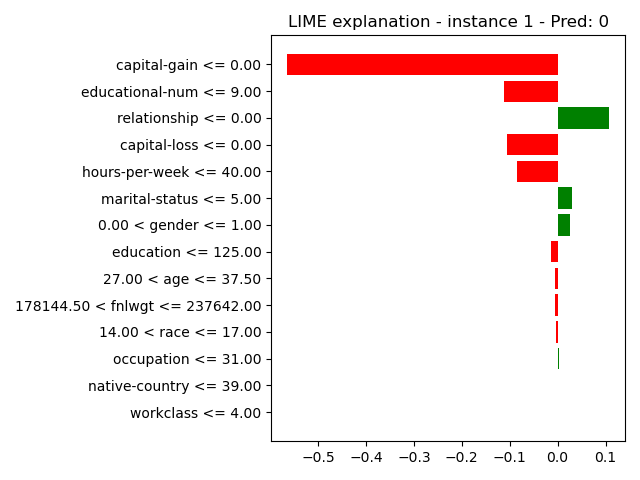 LIME explanation - instance 1 - Pred: 0
capital-gain <= 0.00
educational-num <= 9.00
relationship <= 0.00
capital-loss <= 0.00
hours-per-week <= 40.00
marital-status <= 5.00
0.00 < gender <= 1.00
education <= 125.00
27.00 < age <= 37.50
178144.50 < fnlwgt <= 237642.00
14.00 < race <= 17.00
occupation <= 31.00
native-country <= 39.00
workclass <= 4.00
−0.5 −0.4 −0.3 −0.2 −0.1 0.0 0.1